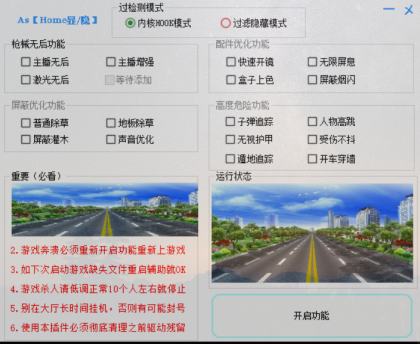 As【Home显/隐】
过检测模式
内核HOOK模式
过滤隐藏模式
枪械无后功能
主播无后
主播增强
激光无后
等待添加
配件优化功能
快速开镜
无限屏息
盒子上色
屏蔽烟闪
屏蔽优化功能
普通除草
地板除草
屏蔽灌木
声音优化
高度危险功能
子弹追踪
人物高跳
无视护甲
受伤不抖
遁地追踪
开车穿墙
重要（必看）
2.游戏奔溃必须重新开启功能重新上游戏
3.如下次启动游戏缺失文件重启辅助就OK
4.游戏杀人请低调正常10个人左右就停止
5.别在大厅长时间挂机，否则有可能封号
6.使用本插件必须彻底清理之前驱动残留
运行状态
开启功能